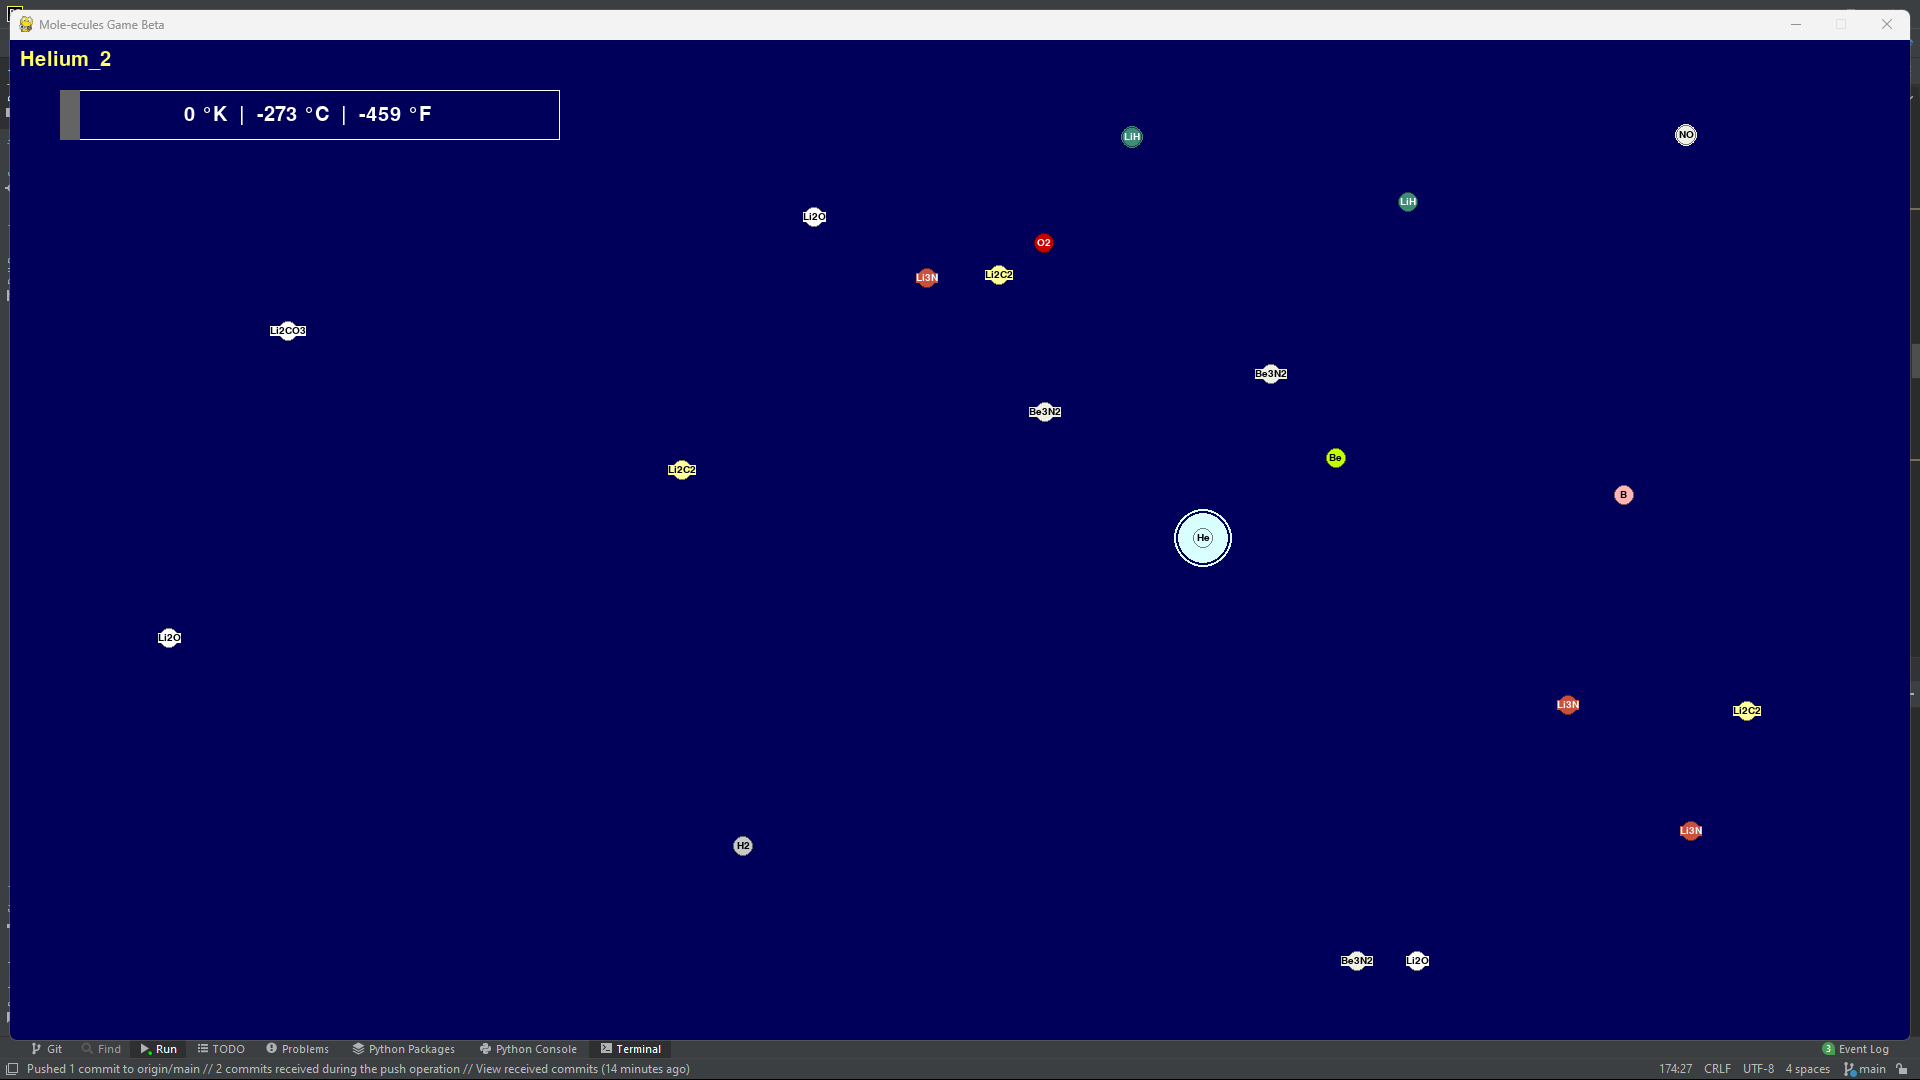 Mole-ecules Game Beta
Helium_2
0 °K | -273 °C | -459 °F
LiH
NO
LiH
Li2O
O2
Li3N
Li2C2
Li2CO3
Be3N2
Be3N2
Be
Li2C2
B
He
Li2O
Li3N
Li2C2
Li3N
H2
Be3N2
Li2O
Git Find Run TODO Problems Python Packages Python Console Terminal 3 Event Log
Pushed 1 commit to origin/main // 2 commits received during the push operation // View received commits (14 minutes ago) 174:27 CRLF UTF-8 4 spaces main